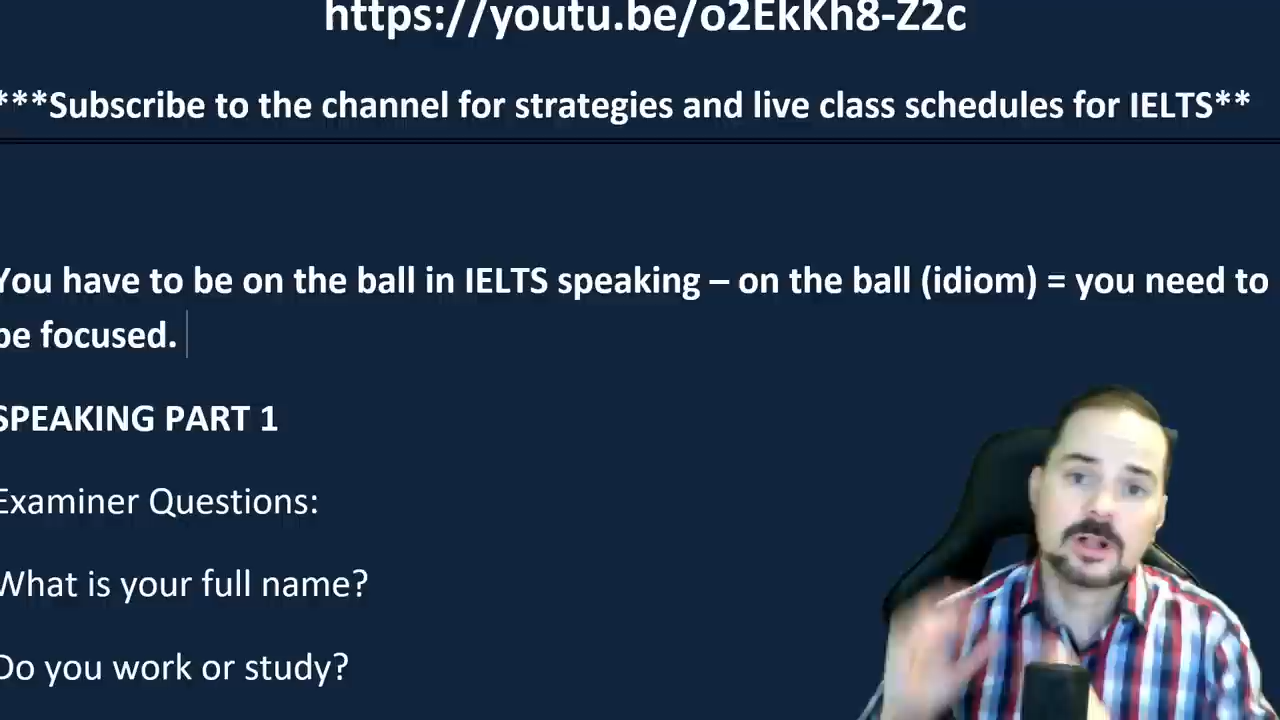 https://youtu.be/o2EkKh8-Z2c
***Subscribe to the channel for strategies and live class schedules for IELTS**
You have to be on the ball in IELTS speaking – on the ball (idiom) = you need to
be focused.
SPEAKING PART 1
Examiner Questions:
What is your full name?
Do you work or study?